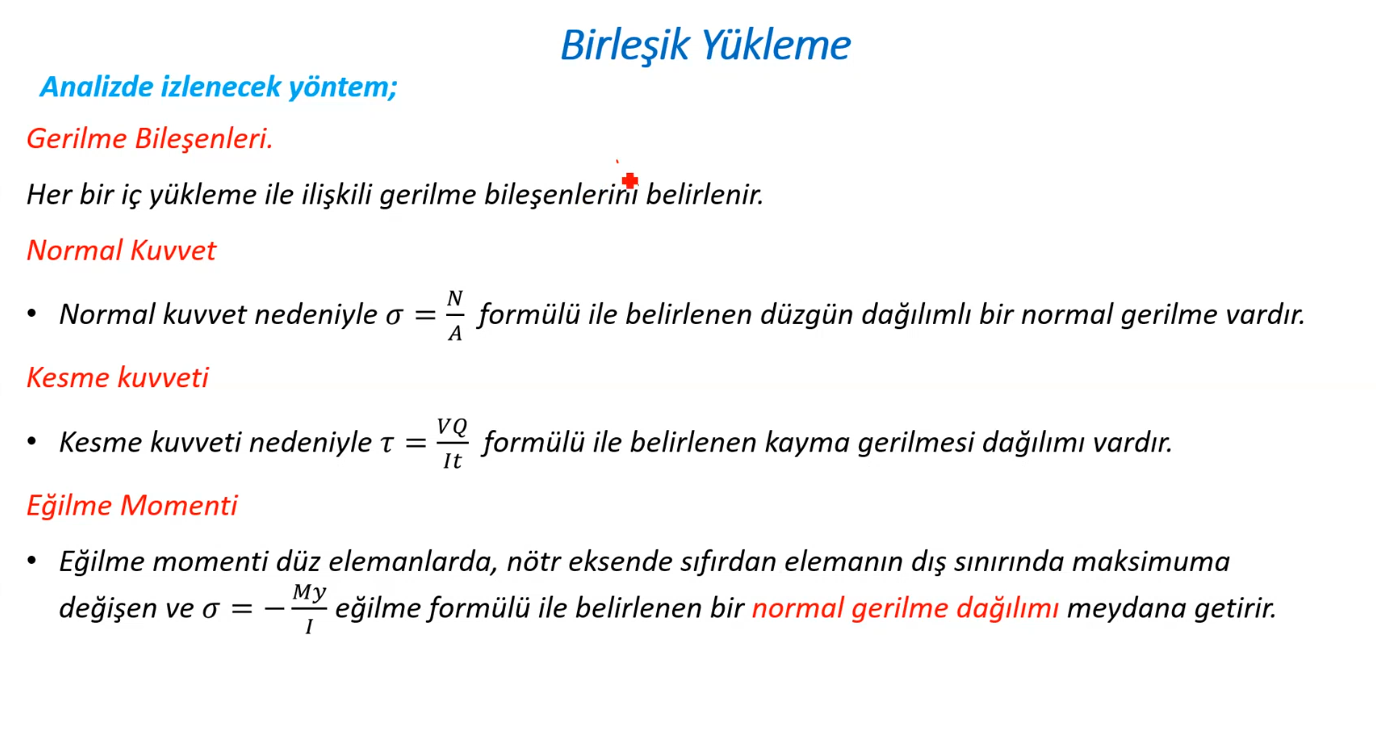 Birleşik Yükleme
Analizde izlenecek yöntem;
Gerilme Bileşenleri.
Her bir iç yükleme ile ilişkili gerilme bileşenlerini belirlenir.
Normal Kuvvet
• Normal kuvvet nedeniyle σ = N/A formülü ile belirlenen düzgün dağılımlı bir normal gerilme vardır.
Kesme kuvveti
• Kesme kuvveti nedeniyle τ = VQ/It formülü ile belirlenen kayma gerilmesi dağılımı vardır.
Eğilme Momenti
• Eğilme momenti düz elemanlarda, nötr eksende sıfırdan elemanın dış sınırında maksimuma
değişen ve σ = −My/I eğilme formülü ile belirlenen bir normal gerilme dağılımı meydana getirir.